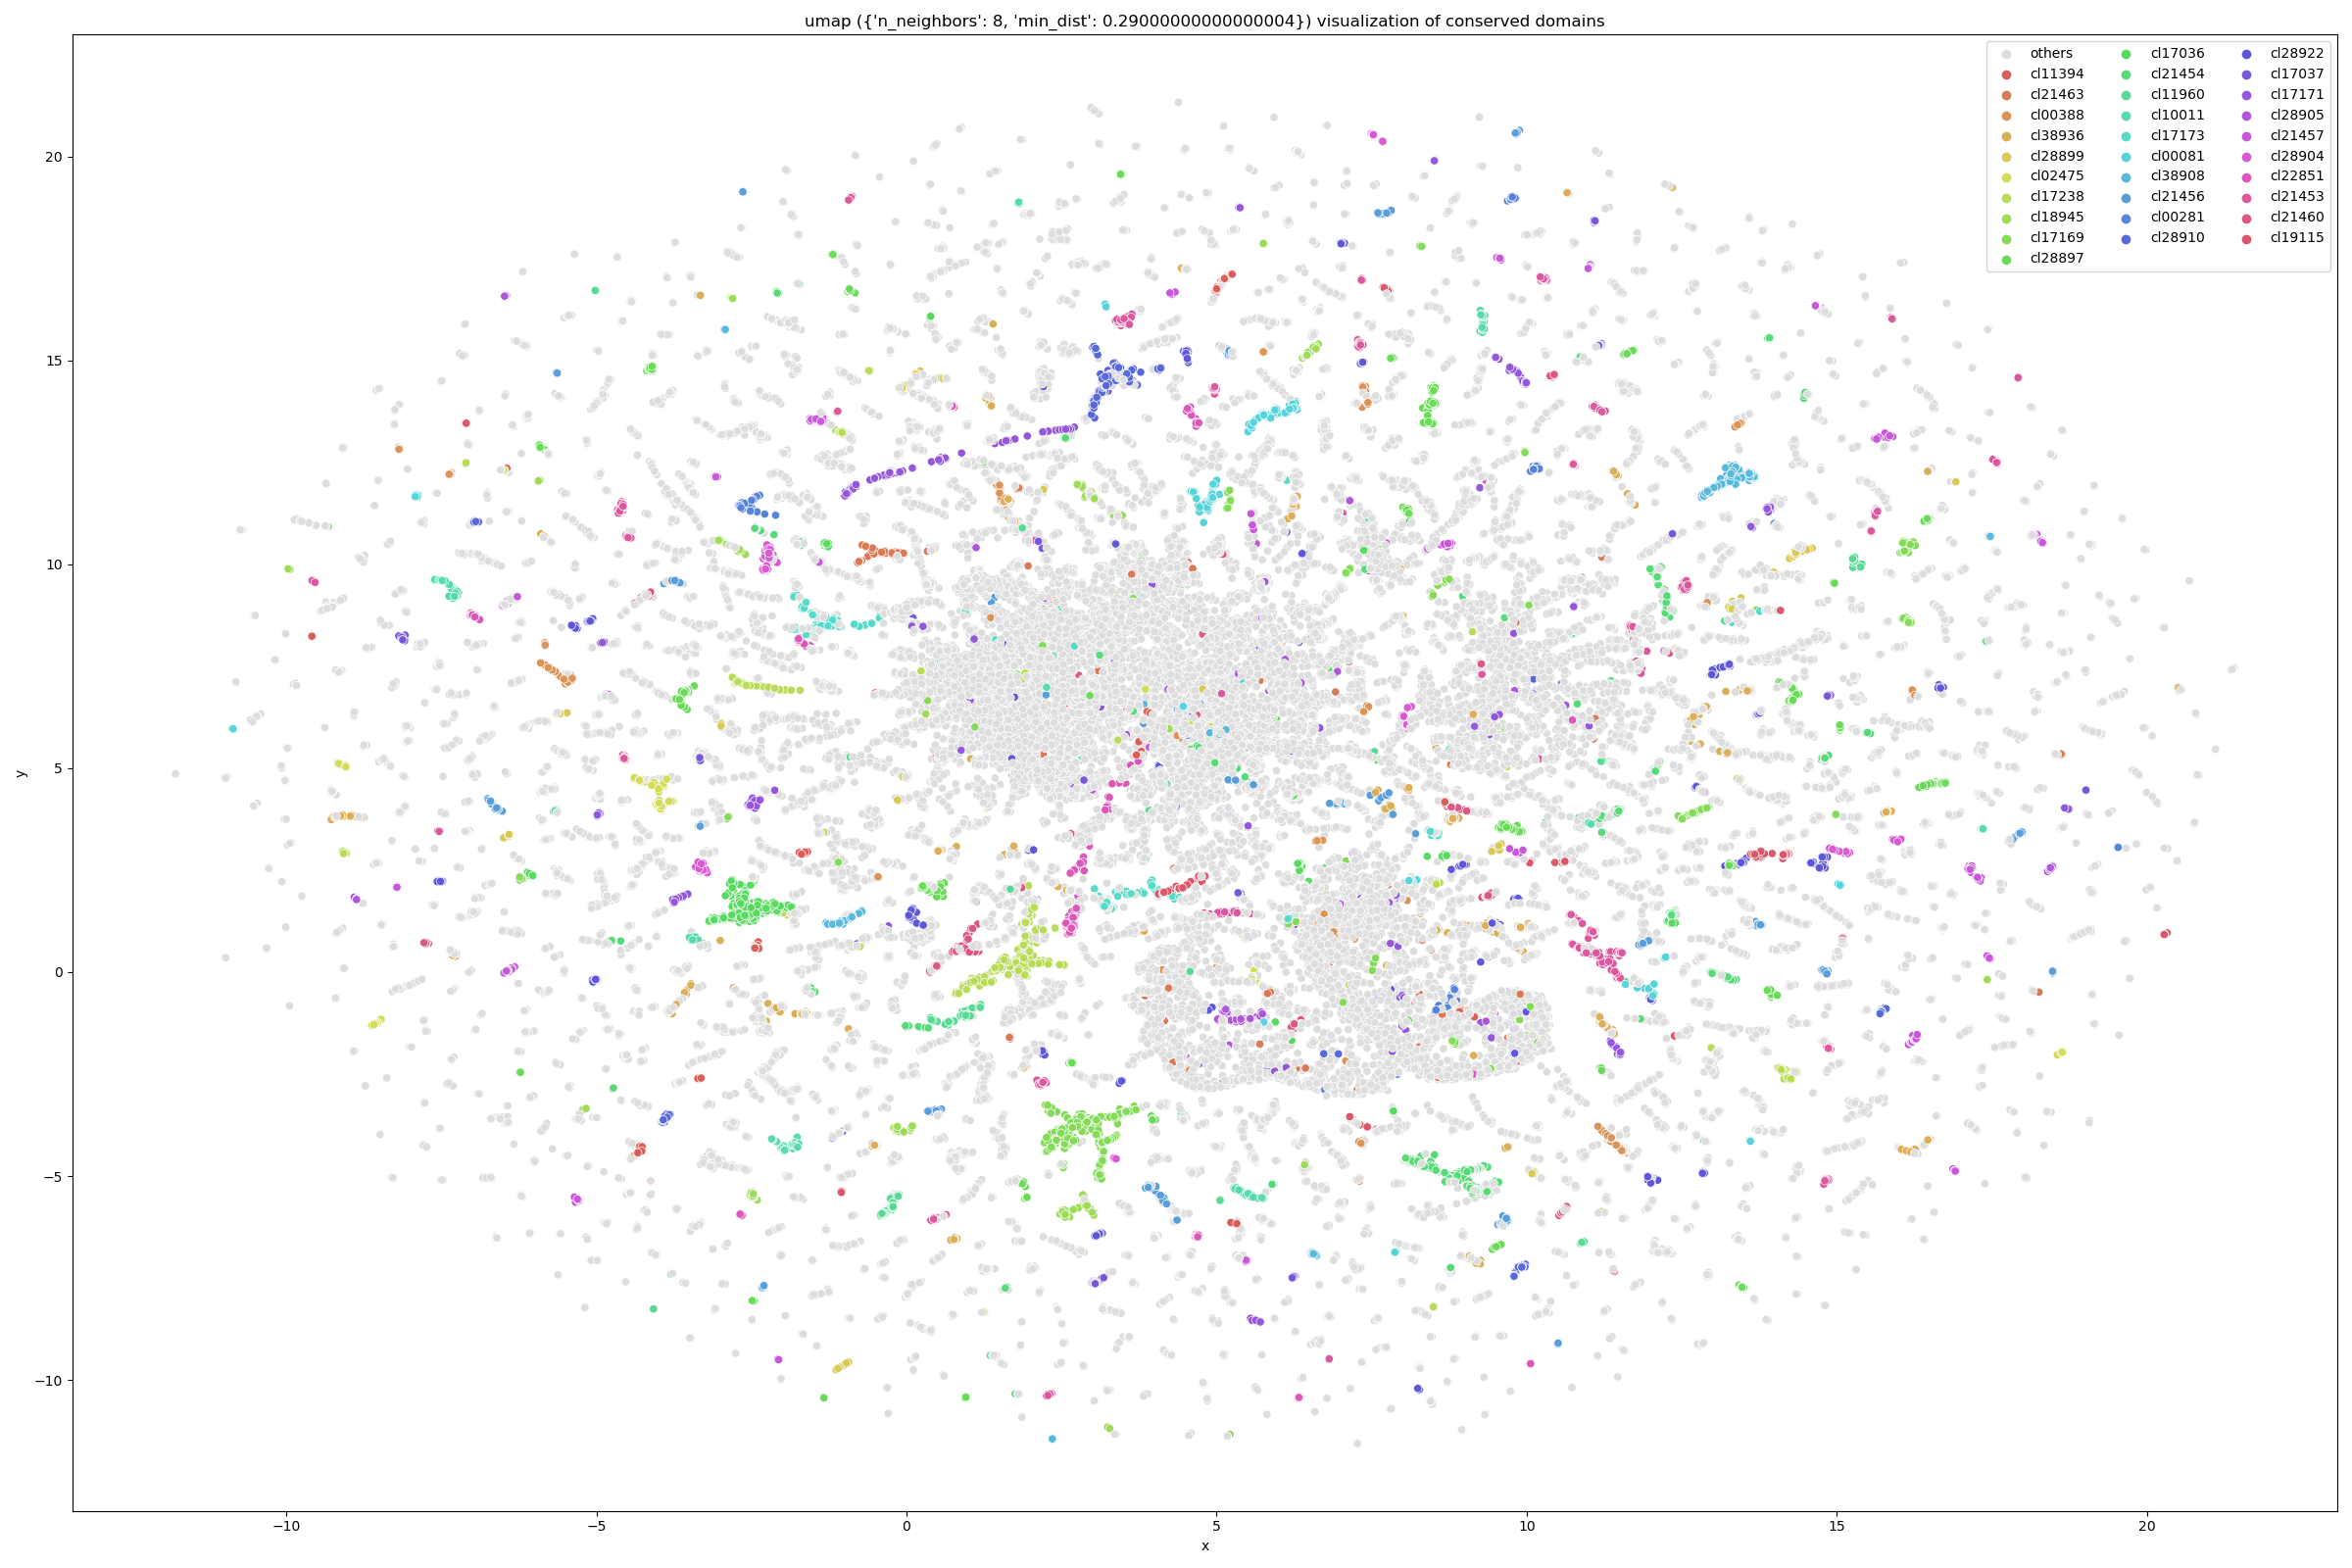 umap ({'n_neighbors': 8, 'min_dist': 0.29000000000000004}) visualization of conserved domains
others
cl11394
cl21463
cl00388
cl38936
cl28899
cl02475
cl17238
cl18945
cl17169
cl28897
cl17036
cl21454
cl11960
cl10011
cl17173
cl00081
cl38908
cl21456
cl00281
cl28910
cl28922
cl17037
cl17171
cl28905
cl21457
cl28904
cl22851
cl21453
cl21460
cl19115
y
20
15
10
5
0
−5
−10
−10
−5
0
5
10
15
20
x